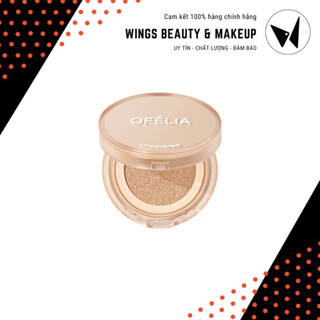 Cam kết 100% hàng chính hãng
WINGS BEAUTY & MAKEUP
UY TÍN - CHẤT LƯỢNG - ĐẢM BẢO
OFÉLIA